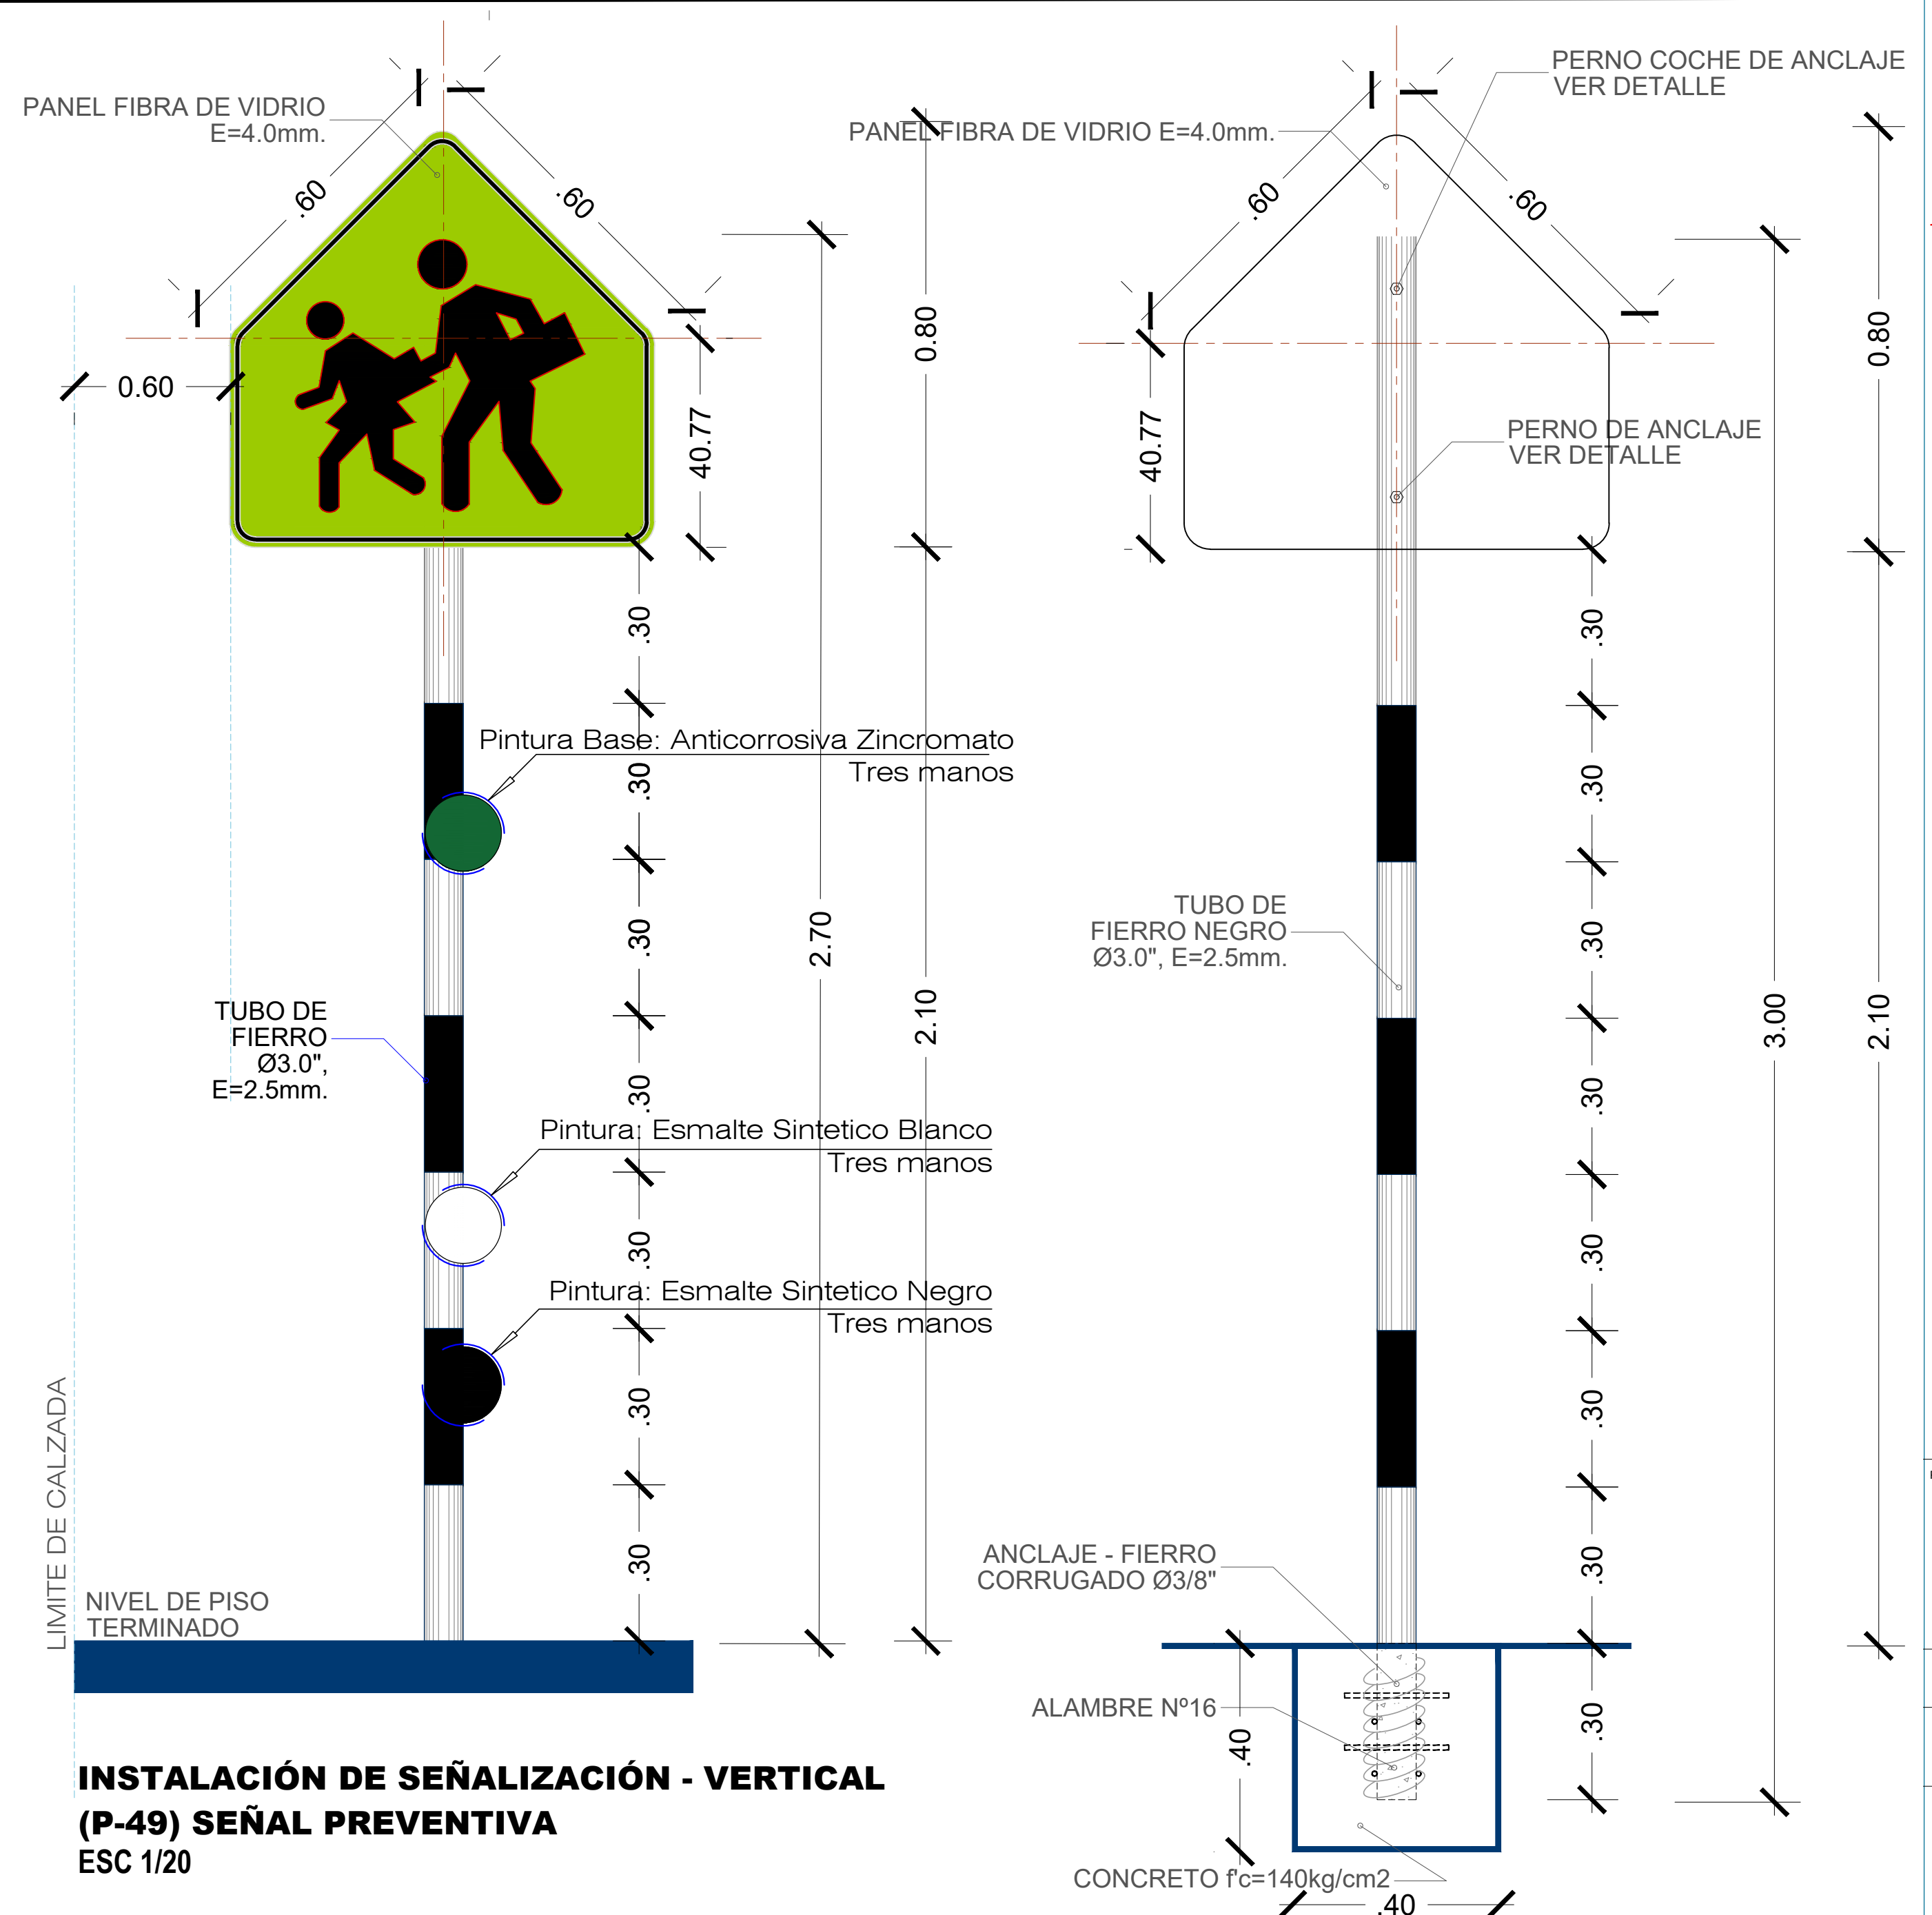 PANEL FIBRA DE VIDRIO
E=4.0mm.
.60
.60
0.60
40.77
0.80
2.70
2.10
.30
.30
.30
.30
.30
.30
.30
Pintura Base: Anticorrosiva Zincromato
Tres manos
TUBO DE
FIERRO
Ø3.0",
E=2.5mm.
Pintura: Esmalte Sintetico Blanco
Tres manos
Pintura: Esmalte Sintetico Negro
Tres manos
LIMITE DE CALZADA
NIVEL DE PISO
TERMINADO
INSTALACIÓN DE SEÑALIZACIÓN - VERTICAL
(P-49) SEÑAL PREVENTIVA
ESC 1/20
PERNO COCHE DE ANCLAJE
VER DETALLE
PANEL FIBRA DE VIDRIO E=4.0mm.
.60
.60
0.80
40.77
PERNO DE ANCLAJE
VER DETALLE
.30
.30
.30
.30
.30
.30
.30
.30
TUBO DE
FIERRO NEGRO
Ø3.0", E=2.5mm.
3.00
2.10
ANCLAJE - FIERRO
CORRUGADO Ø3/8"
ALAMBRE Nº16
.40
CONCRETO f'c=140kg/cm2
.40